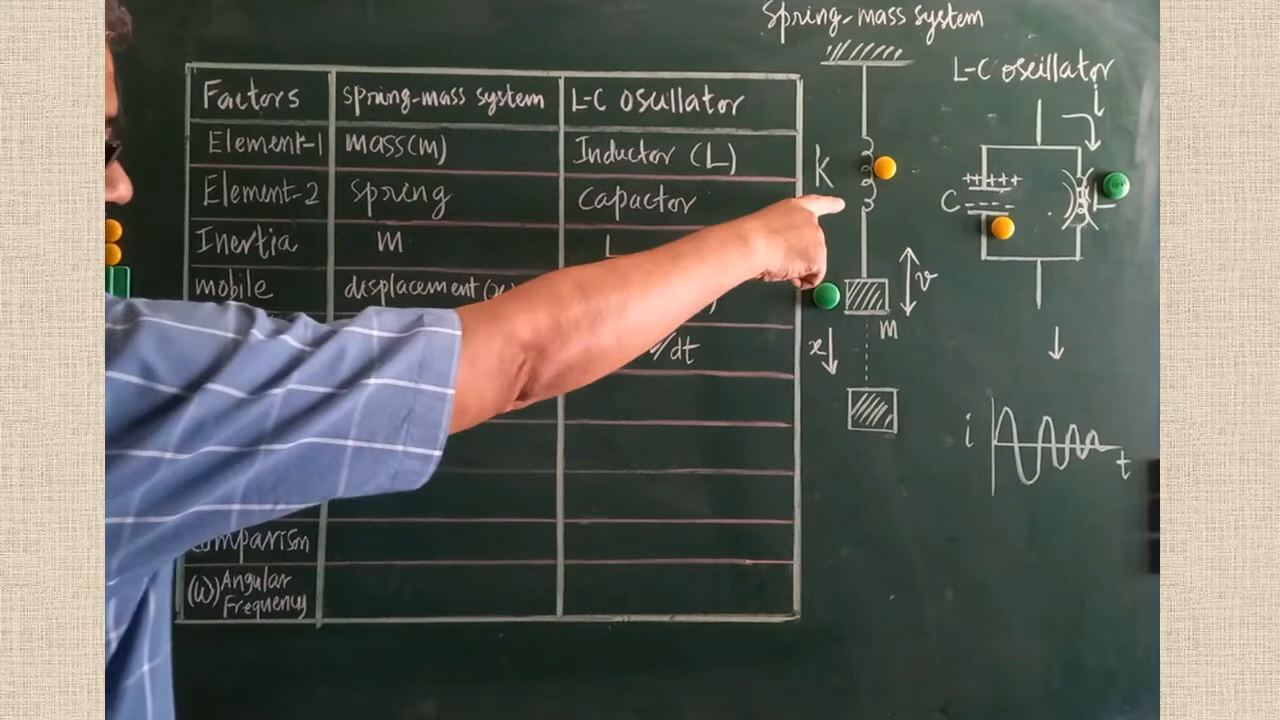 Spring-mass system
L-C oscillator
Factors spring-mass system L-C oscillator
Element-1 mass(m) Inductor (L)
Element-2 spring capactor
Inertia m L
mobile displacement(x
/dt
comparison
(W) Angular
Frequency
K
m
v
x
i
C
L
++++
----
i
t